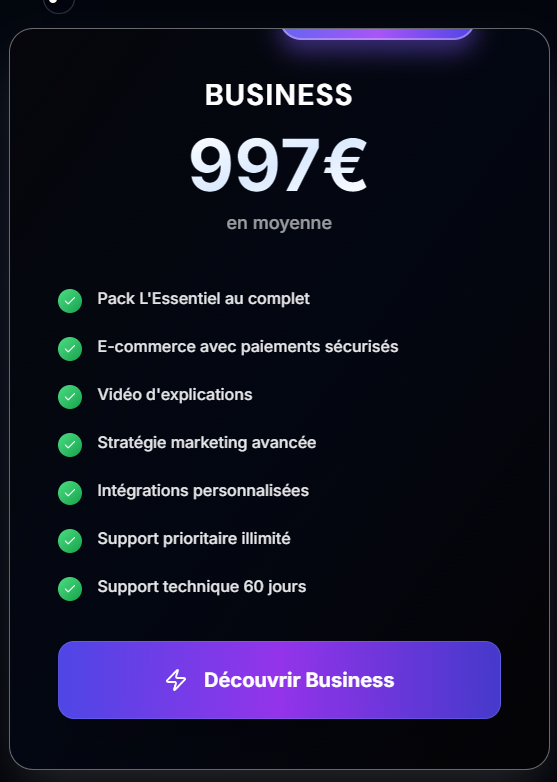 BUSINESS
997€
en moyenne
Pack L'Essentiel au complet
E-commerce avec paiements sécurisés
Vidéo d'explications
Stratégie marketing avancée
Intégrations personnalisées
Support prioritaire illimité
Support technique 60 jours
Découvrir Business